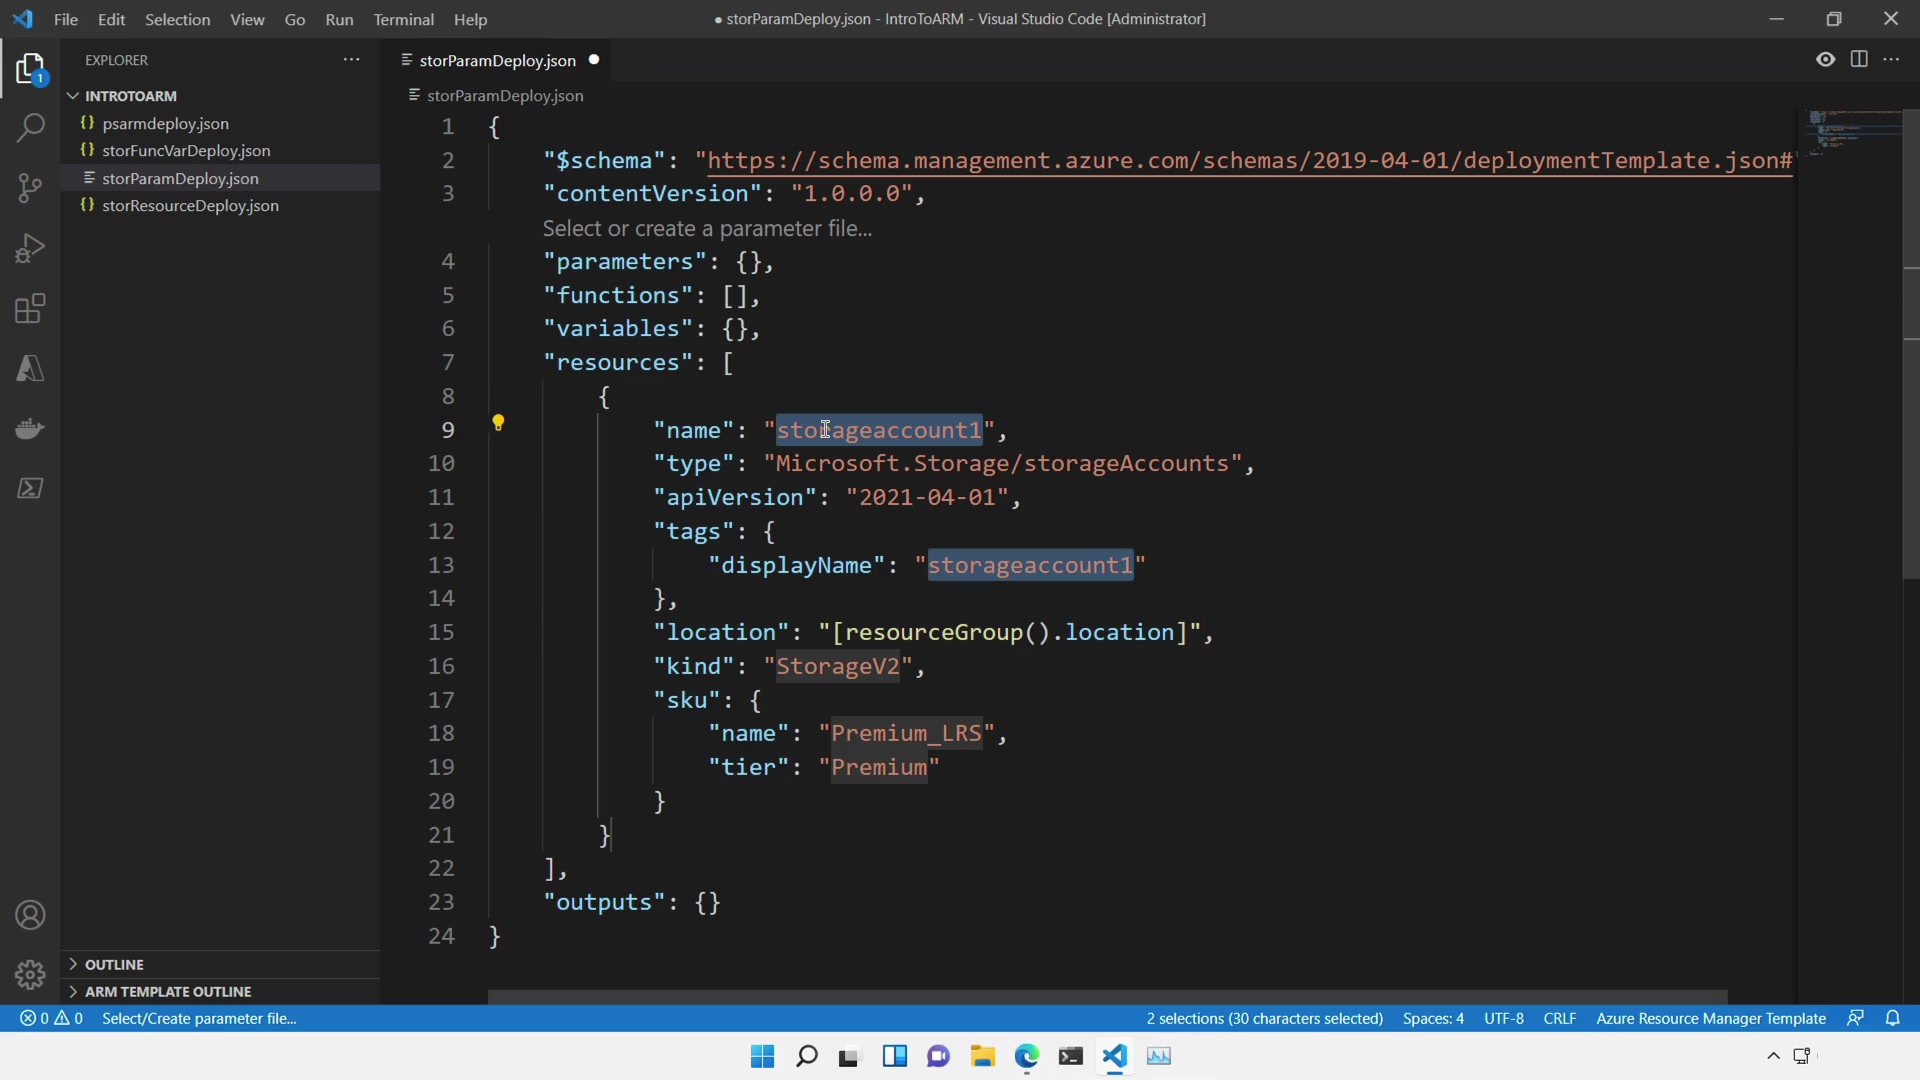 File Edit Selection View Go Run Terminal Help
● storParamDeploy.json - IntroToARM - Visual Studio Code [Administrator]
EXPLORER
1
INTROTOARM
psarmdeploy.json
storFuncVarDeploy.json
storParamDeploy.json
storResourceDeploy.json
OUTLINE
ARM TEMPLATE OUTLINE
storParamDeploy.json
storParamDeploy.json
1 {
2 "$schema": "https://schema.management.azure.com/schemas/2019-04-01/deploymentTemplate.json#"
3 "contentVersion": "1.0.0.0",
Select or create a parameter file...
4 "parameters": {},
5 "functions": [],
6 "variables": {},
7 "resources": [
8 {
9 "name": "storageaccount1",
10 "type": "Microsoft.Storage/storageAccounts",
11 "apiVersion": "2021-04-01",
12 "tags": {
13 "displayName": "storageaccount1"
14 },
15 "location": "[resourceGroup().location]",
16 "kind": "StorageV2",
17 "sku": {
18 "name": "Premium_LRS",
19 "tier": "Premium"
20 }
21 }
22 ],
23 "outputs": {}
24 }
0 0 Select/Create parameter file... 2 selections (30 characters selected) Spaces: 4 UTF-8 CRLF Azure Resource Manager Template